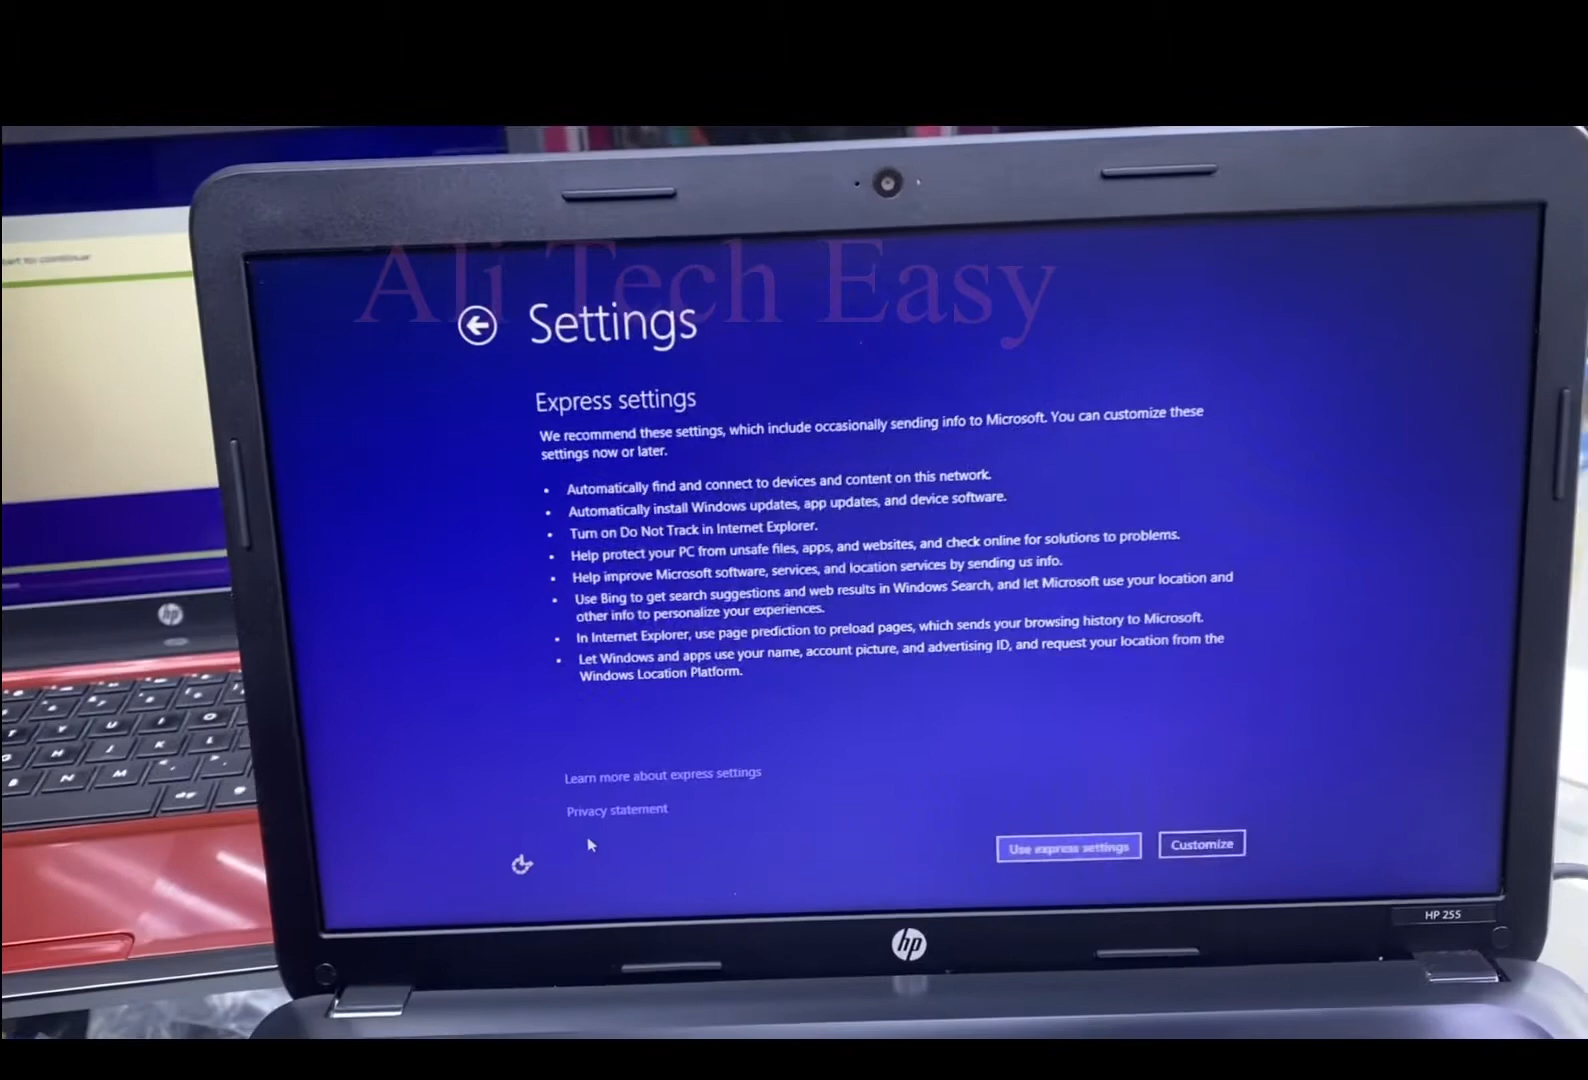 Ali Tech Easy
Settings
Express settings
We recommend these settings, which include occasionally sending info to Microsoft. You can customize these
settings now or later.
Automatically find and connect to devices and content on this network.
Automatically install Windows updates, app updates, and device software.
Turn on Do Not Track in Internet Explorer.
Help protect your PC from unsafe files, apps, and websites, and check online for solutions to problems.
Help improve Microsoft software, services, and location services by sending us info.
Use Bing to get search suggestions and web results in Windows Search, and let Microsoft use your location and
other info to personalize your experiences.
In Internet Explorer, use page prediction to preload pages, which sends your browsing history to Microsoft.
Let Windows and apps use your name, account picture, and advertising ID, and request your location from the
Windows Location Platform.
Learn more about express settings
Privacy statement
Use express settings
Customize
HP 255
hp
hp